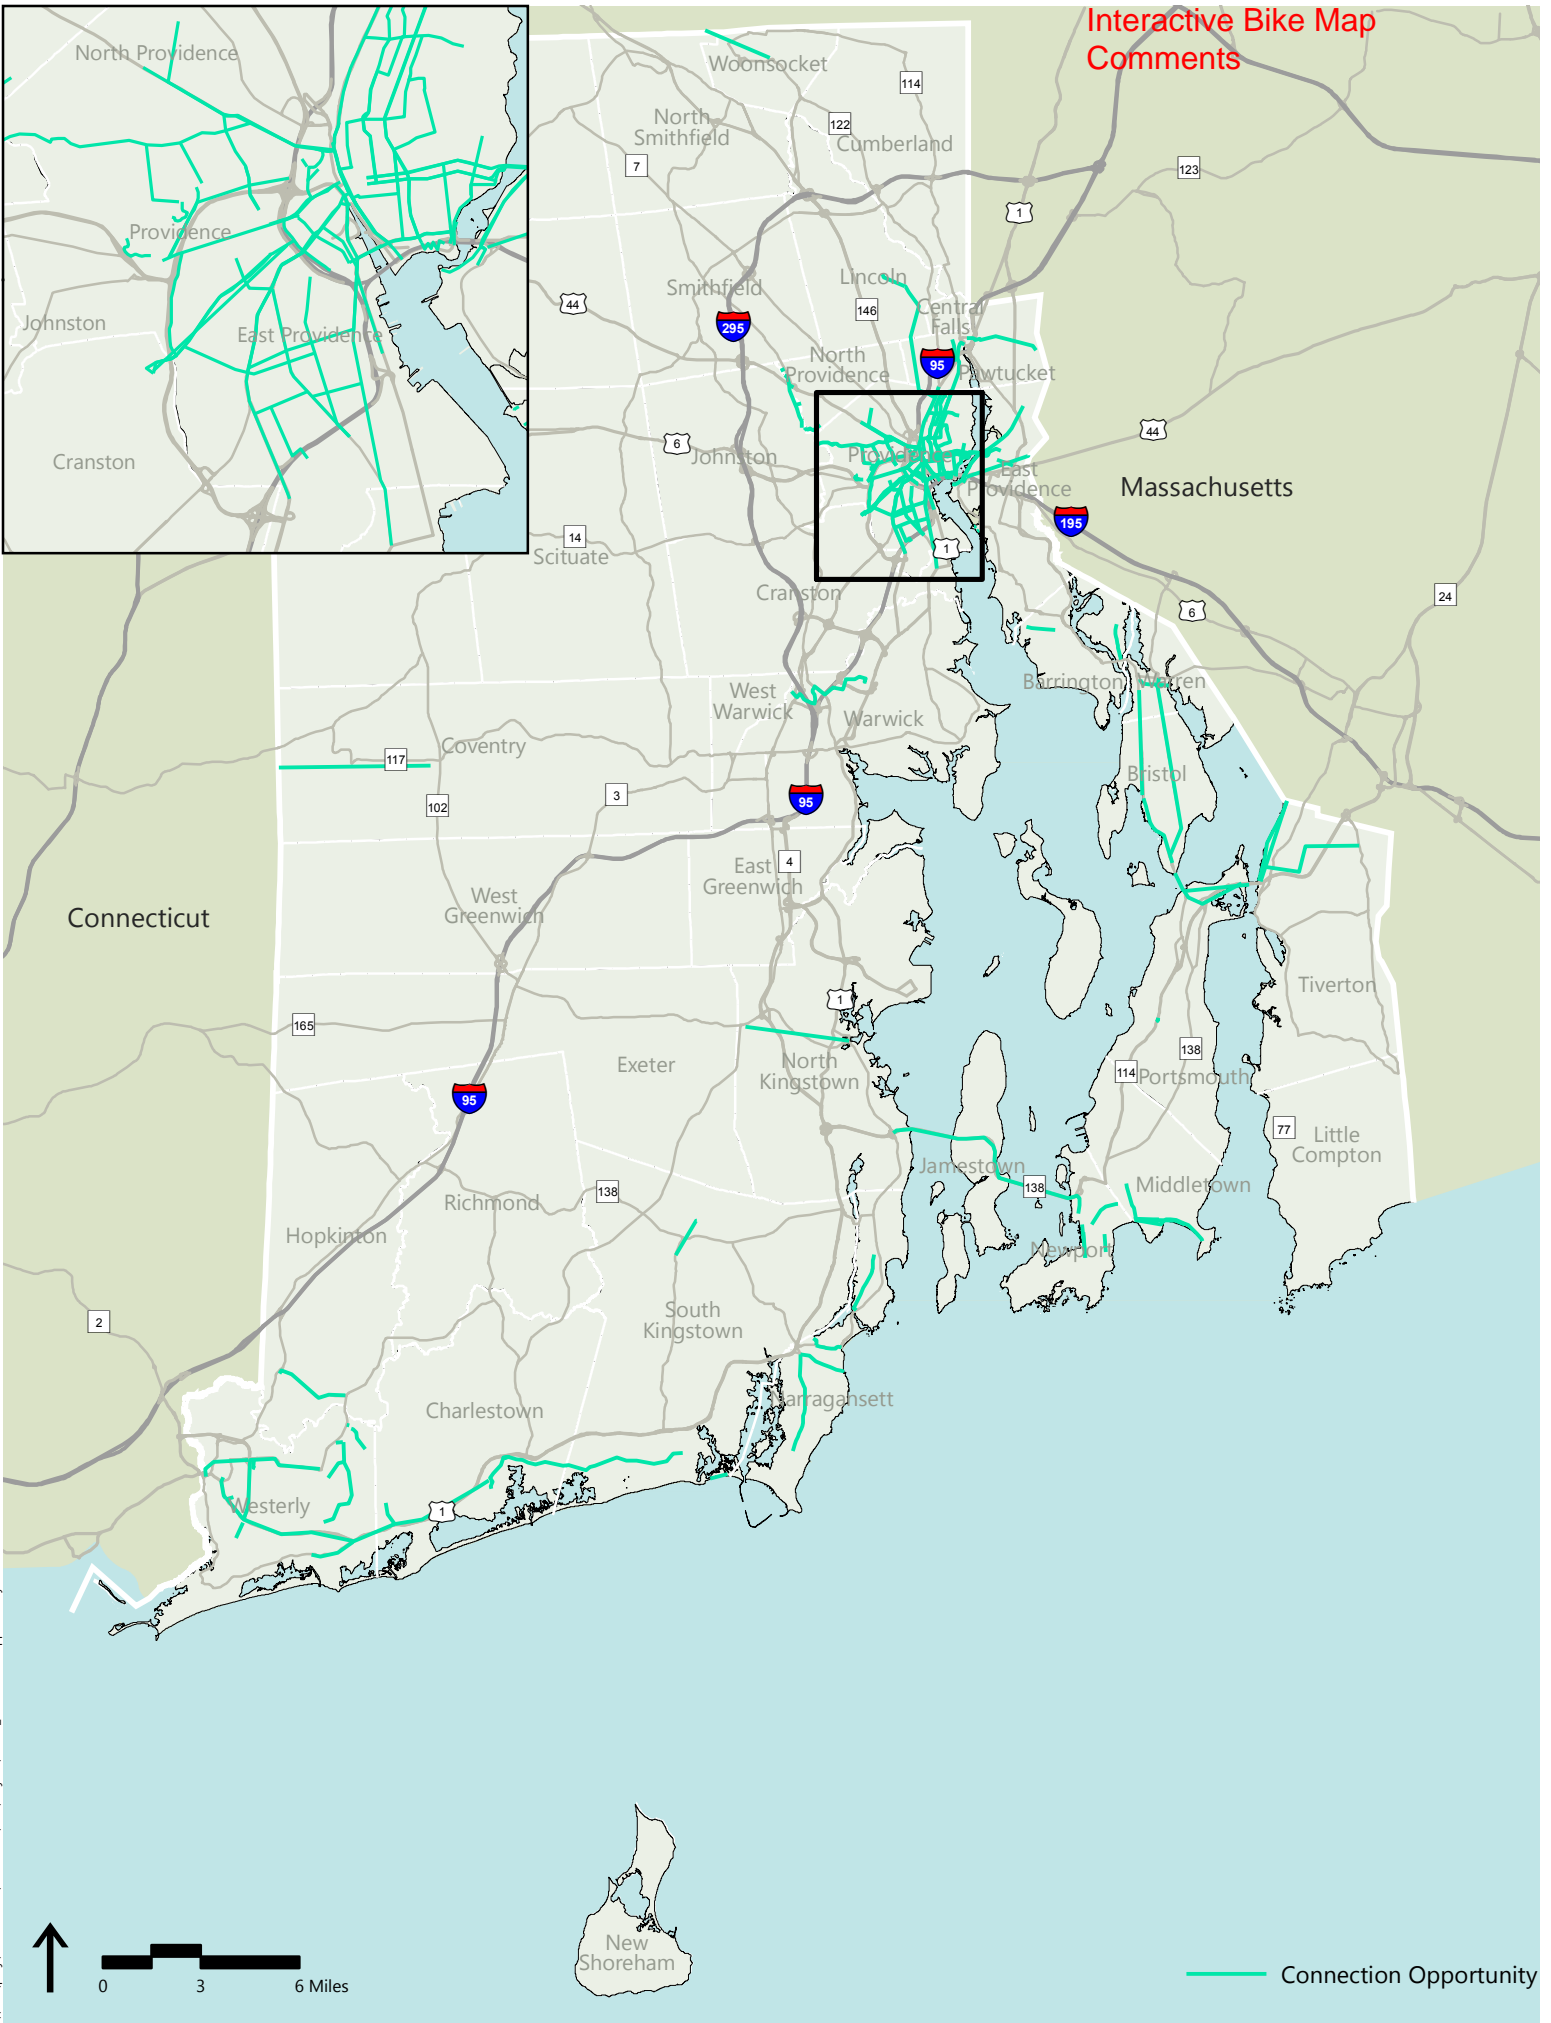 Interactive Bike Map
Comments
North Providence
Providence
Johnston
East Providence
Cranston
Woonsocket
114
North
Smithfield
122
Cumberland
7
123
1
Smithfield
Lincoln
44
295
146
Central
Falls
North
Providence
95
Pawtucket
6
Johnston
Providence
44
East
Providence
Massachusetts
195
14
Scituate
1
Cranston
24
6
West
Warwick
Warwick
Barrington
Warren
117
Coventry
Bristol
102
3
95
4
East
Greenwich
West
Greenwich
Connecticut
Tiverton
1
165
Exeter
North
Kingstown
138
114
Portsmouth
95
77
Little
Compton
Jamestown
138
Middletown
138
Richmond
Hopkinton
Newport
2
South
Kingstown
Narragansett
Charlestown
Westerly
1
New
Shoreham
0 3 6 Miles
Connection Opportunity